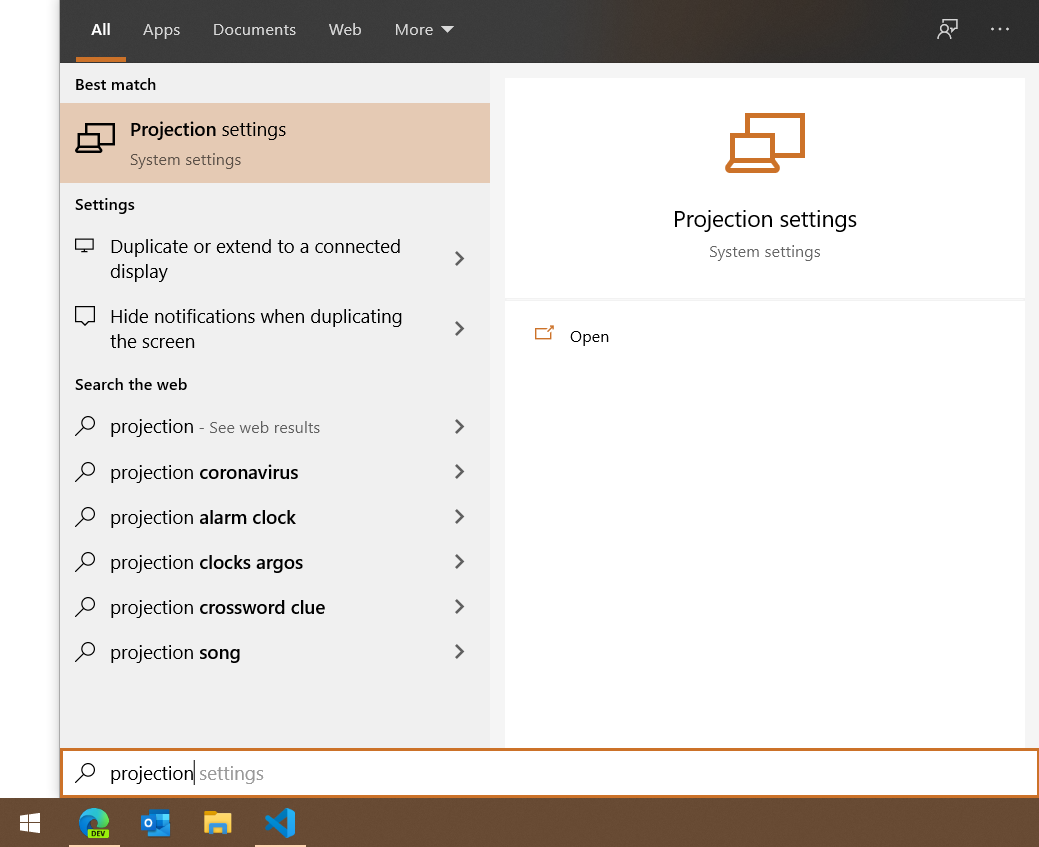 All Apps Documents Web More
Best match
Projection settings
System settings
Settings
Duplicate or extend to a connected
display
Hide notifications when duplicating
the screen
Search the web
projection - See web results
projection coronavirus
projection alarm clock
projection clocks argos
projection crossword clue
projection song
Projection settings
System settings
Open
projection settings
DEV